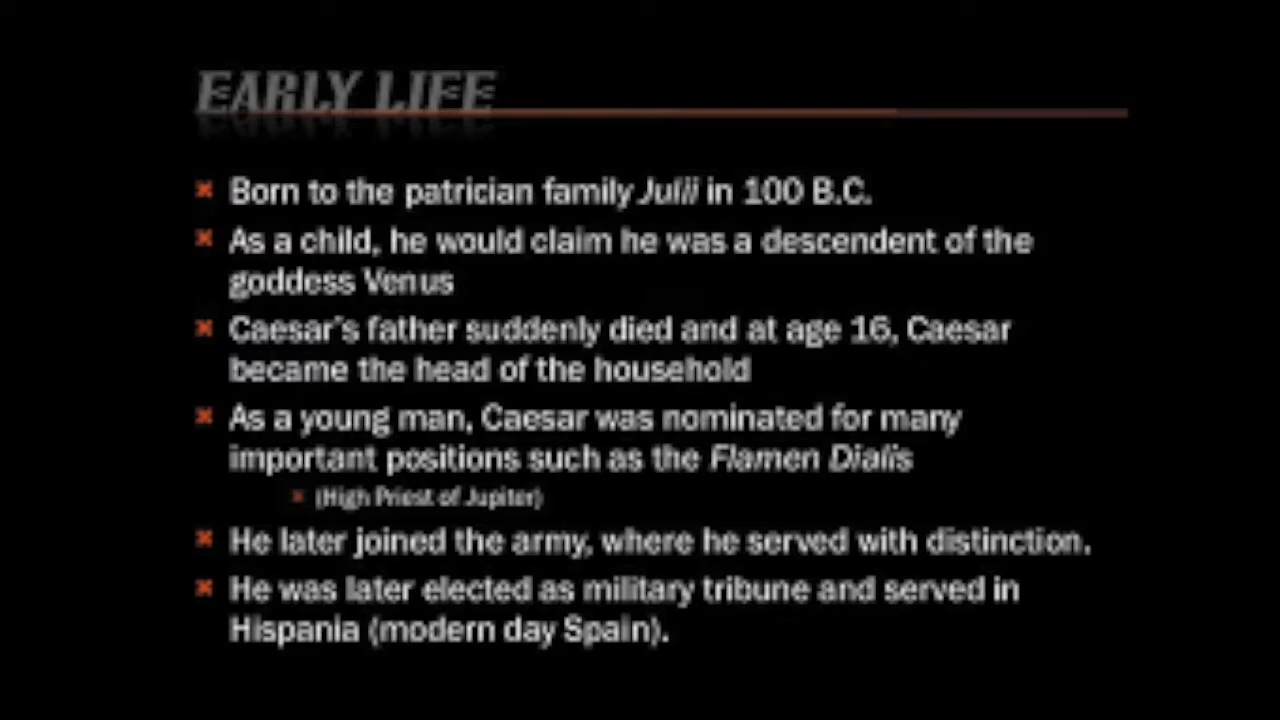 EARLY LIFE
Born to the patrician family Julii in 100 B.C.
As a child, he would claim he was a descendent of the
goddess Venus
Caesar's father suddenly died and at age 16, Caesar
became the head of the household
As a young man, Caesar was nominated for many
important positions such as the Flamen Dialis
(High Priest of Jupiter)
He later joined the army, where he served with distinction.
He was later elected as military tribune and served in
Hispania (modern day Spain).